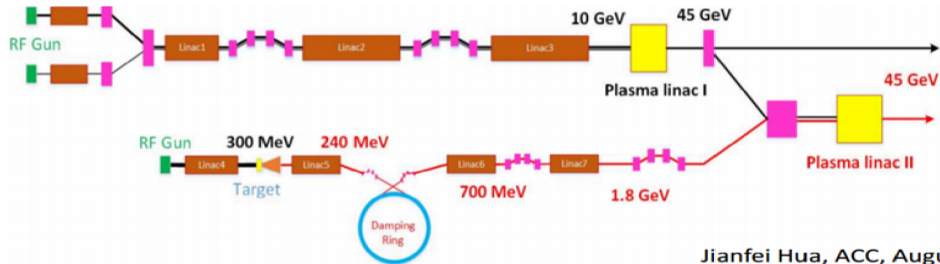 RF Gun
Linac1
Linac2
Linac3
10 GeV
45 GeV
Plasma linac I
45 GeV
Plasma linac II
RF Gun
Linac4
300 MeV
Target
Linac5
240 MeV
Damping
Ring
Linac6
700 MeV
Linac7
1.8 GeV
Jianfei Hua, ACC, Augu